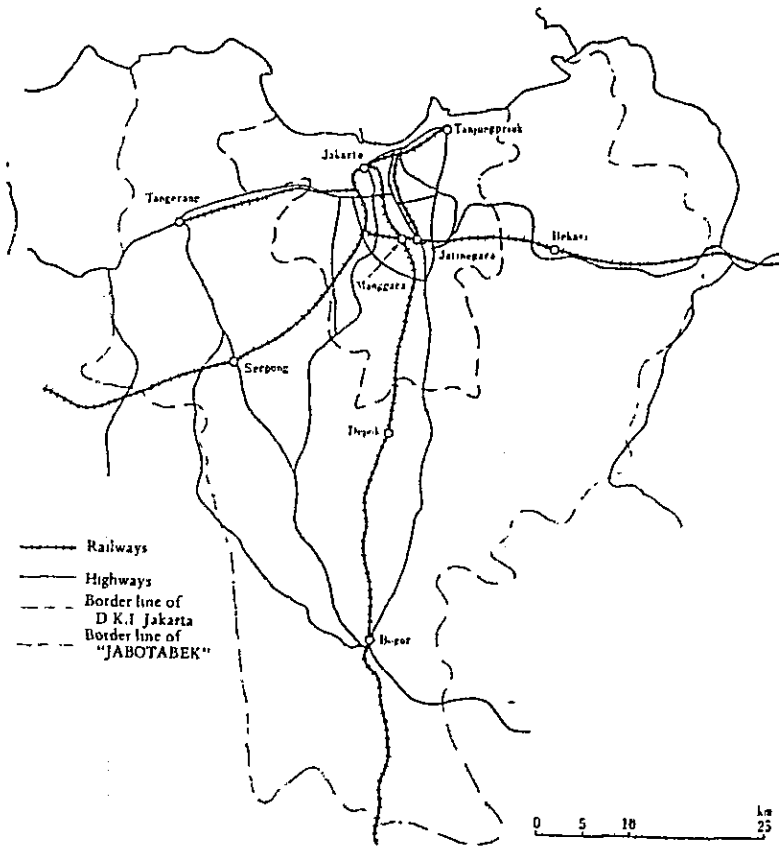 Tanjungpriok
Jakarta
Tangerang
Bekasi
Jatinegara
Manggara
Serpong
Depok
Railways
Highways
Border line of
D K.I Jakarta
Border line of
"JABOTABEK"
Bogor
km
0 5 10 25